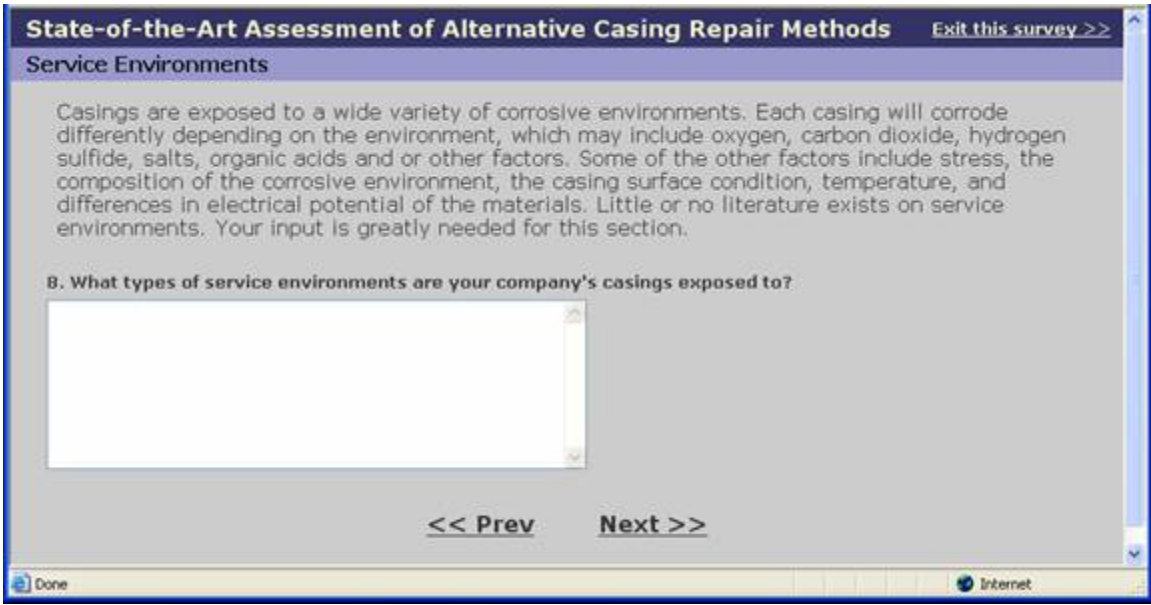 State-of-the-Art Assessment of Alternative Casing Repair Methods Exit this survey >>
Service Environments
Casings are exposed to a wide variety of corrosive environments. Each casing will corrode
differently depending on the environment, which may include oxygen, carbon dioxide, hydrogen
sulfide, salts, organic acids and or other factors. Some of the other factors include stress, the
composition of the corrosive environment, the casing surface condition, temperature, and
differences in electrical potential of the materials. Little or no literature exists on service
environments. Your input is greatly needed for this section.
8. What types of service environments are your company's casings exposed to?
<< Prev Next >>
Done Internet